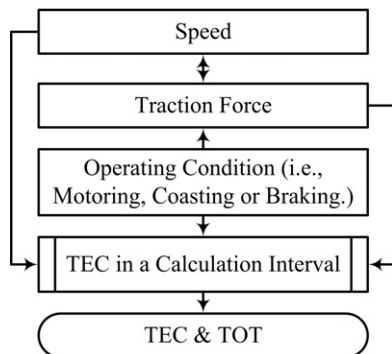 Speed
Traction Force
Operating Condition (i.e.,
Motoring, Coasting or Braking.)
TEC in a Calculation Interval
TEC & TOT